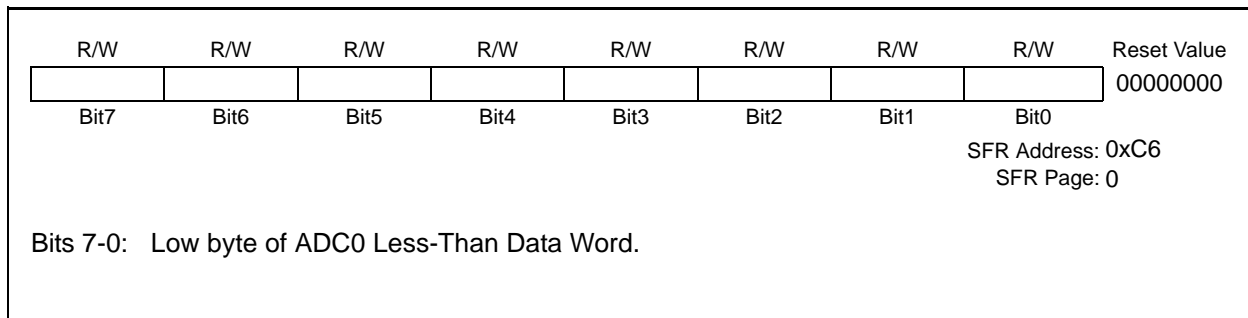 R/W R/W R/W R/W R/W R/W R/W R/W Reset Value
00000000
Bit7 Bit6 Bit5 Bit4 Bit3 Bit2 Bit1 Bit0
SFR Address: 0xC6
SFR Page: 0
Bits 7-0: Low byte of ADC0 Less-Than Data Word.